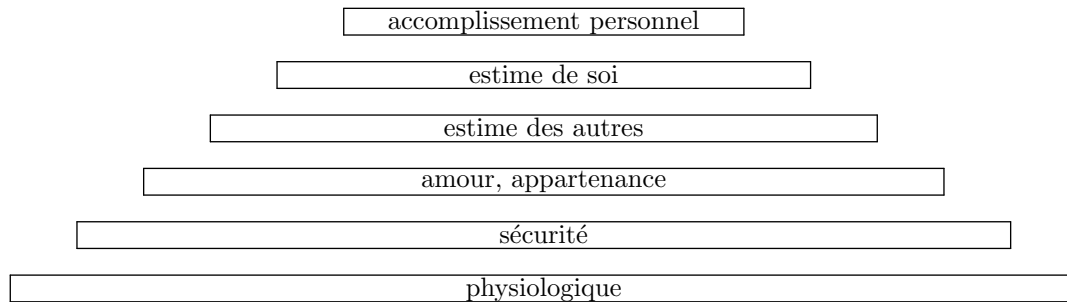 accomplissement personnel
estime de soi
estime des autres
amour, appartenance
sécurité
physiologique